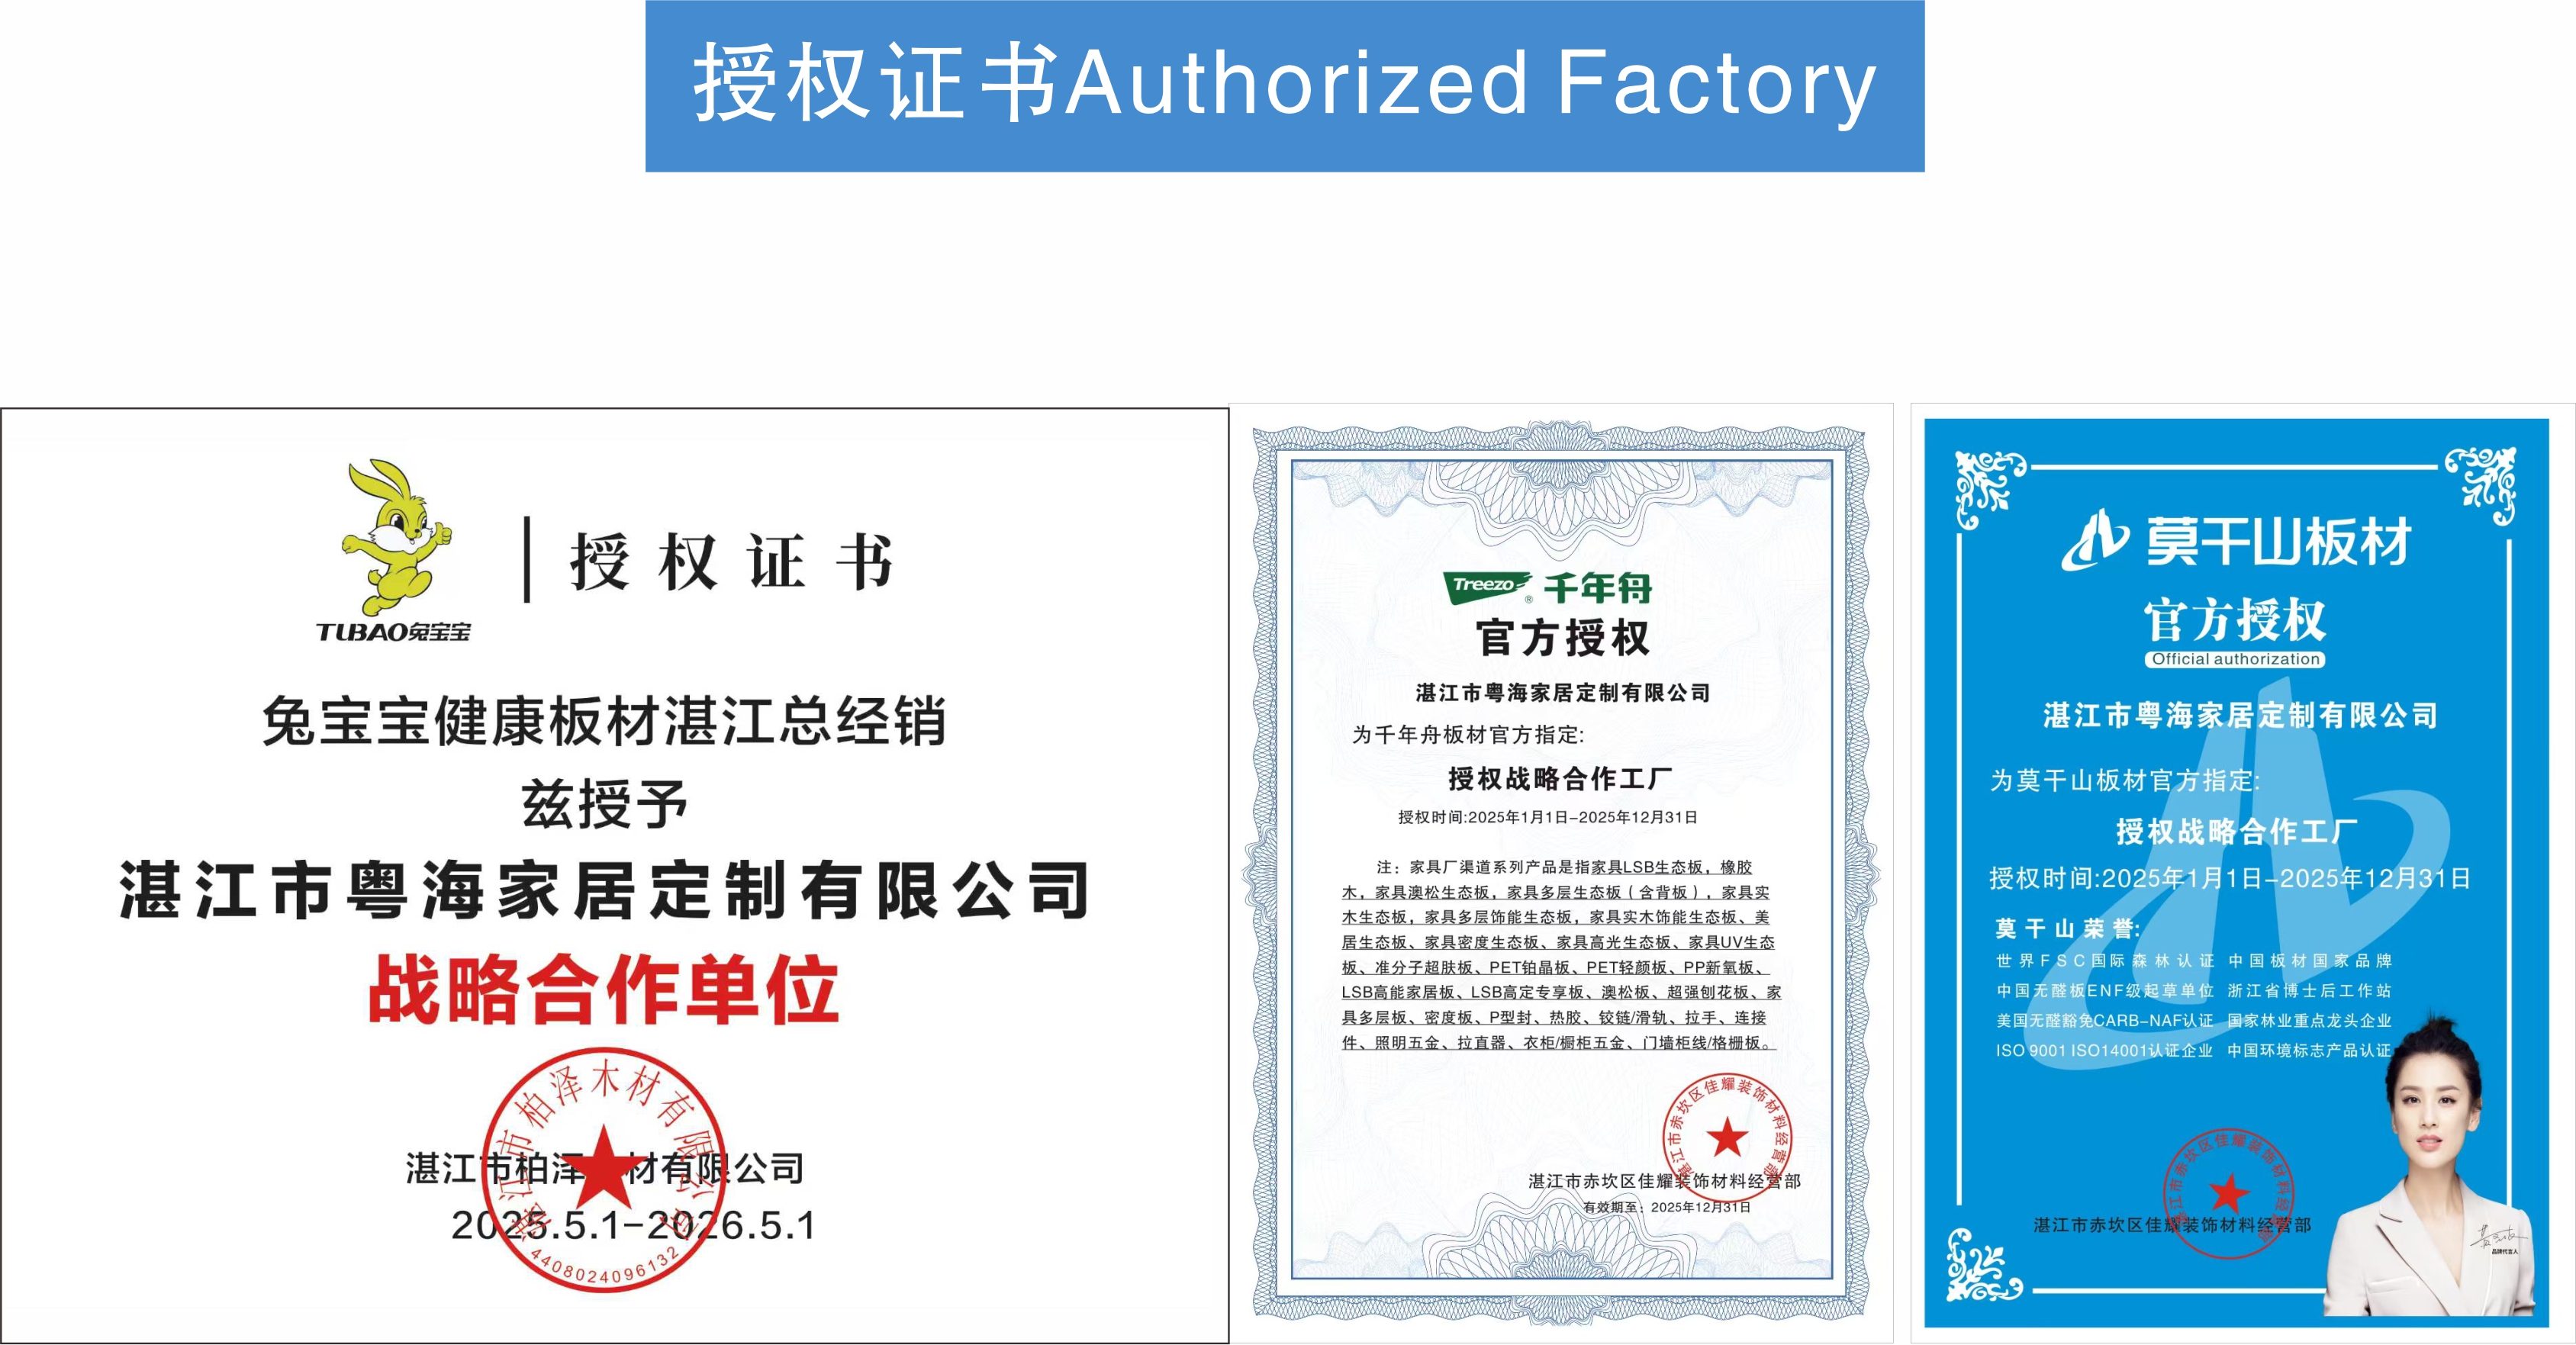 授权证书Authorized Factory
TUBAO兔宝宝
授权证书
兔宝宝健康板材湛江总经销
兹授予
湛江市粤海家居定制有限公司
战略合作单位
湛江市柏泽木材有限公司
湛江市柏泽木材有限公司
2025.5.1-2026.5.1
4408024096132
Treezo® 千年舟
官方授权
湛江市粤海家居定制有限公司
为千年舟板材官方指定:
授权战略合作工厂
授权时间:2025年1月1日-2025年12月31日
注：家具厂渠道系列产品是指家具LSB生态板，橡胶
木，家具澳松生态板，家具多层生态板（含背板），家具实
木生态板，家具多层饰能生态板，家具实木饰能生态板、美
居生态板、家具密度生态板、家具高光生态板、家具UV生态
板、准分子超肤板、PET铂晶板、PET轻颜板、PP新氧板、
LSB高能家居板、LSB高定专享板、澳松板、超强刨花板、家
具多层板、密度板、P型封、热胶、铰链/滑轨、拉手、连接
件、照明五金、拉直器、衣柜/橱柜五金、门墙柜线/格栅板。
湛江市赤坎区佳耀装饰材料经营部
湛江市赤坎区佳耀装饰材料经营部
有效期至：2025年12月31日
莫干山板材
官方授权
Official authorization
湛江市粤海家居定制有限公司
为莫干山板材官方指定:
授权战略合作工厂
授权时间:2025年1月1日-2025年12月31日
莫干山荣誉:
世界FSC国际森林认证 中国板材国家品牌
中国无醛板ENF级起草单位 浙江省博士后工作站
美国无醛豁免CARB-NAF认证 国家林业重点龙头企业
ISO 9001 ISO14001认证企业 中国环境标志产品认证
湛江市赤坎区佳耀装饰材料经营部
湛江市赤坎区佳耀装饰材料经营部
品牌代言人